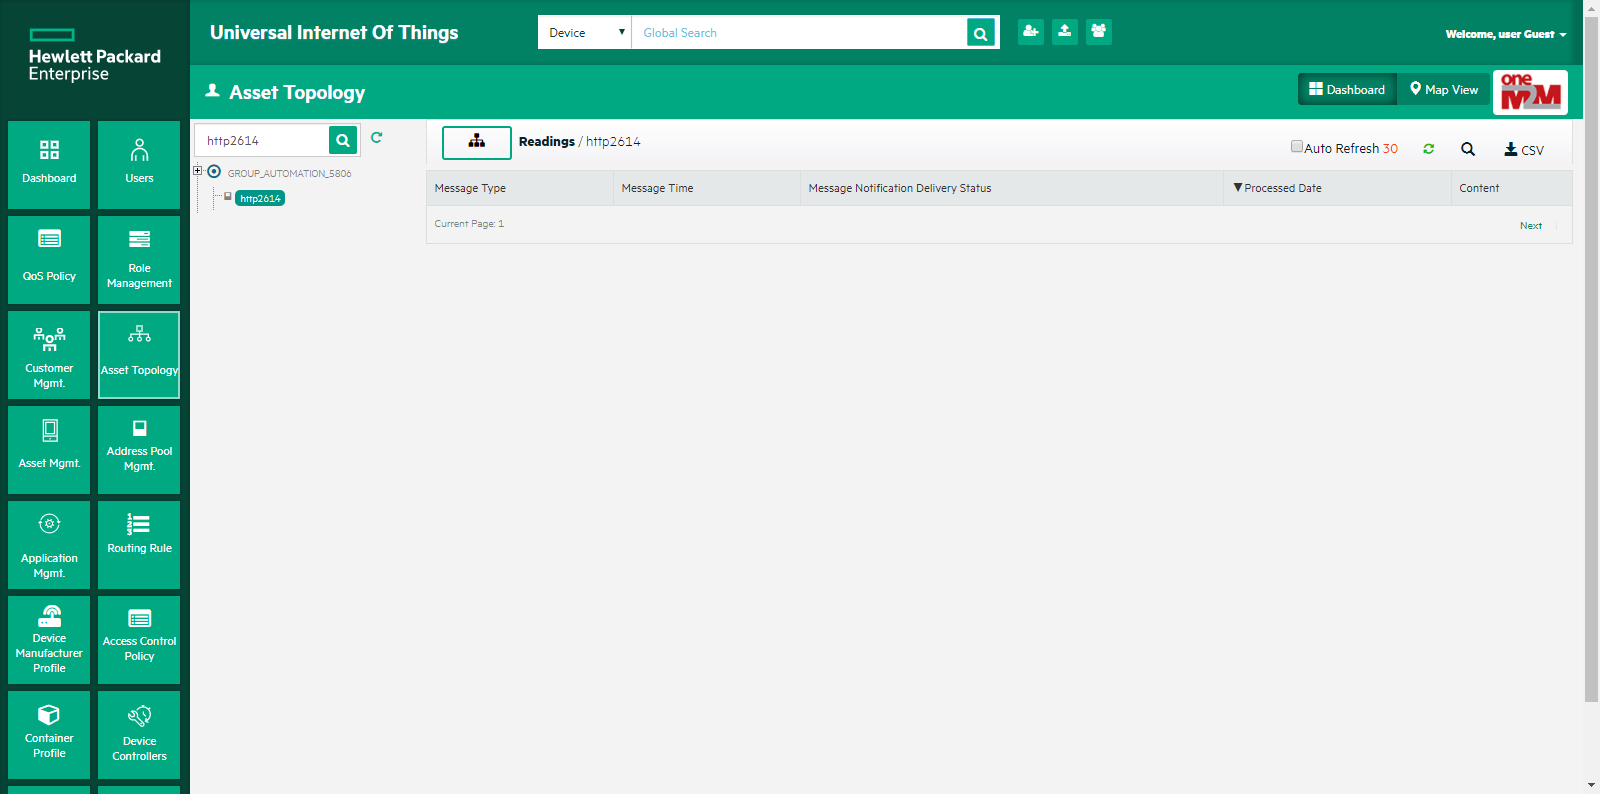 Hewlett Packard
Enterprise
Universal Internet Of Things
Device
Global Search
Welcome, user Guest
Asset Topology
Dashboard
Map View
one
M2M
Dashboard
Users
QoS Policy
Role
Management
Customer
Mgmt.
Asset Topology
Asset Mgmt.
Address Pool
Mgmt.
Application
Mgmt.
Routing Rule
Device
Manufacturer
Profile
Access Control
Policy
Container
Profile
Device
Controllers
http2614
GROUP_AUTOMATION_5806
http2614
Readings / http2614
Auto Refresh 30
CSV
Message Type
Message Time
Message Notification Delivery Status
▼Processed Date
Content
Current Page: 1
Next